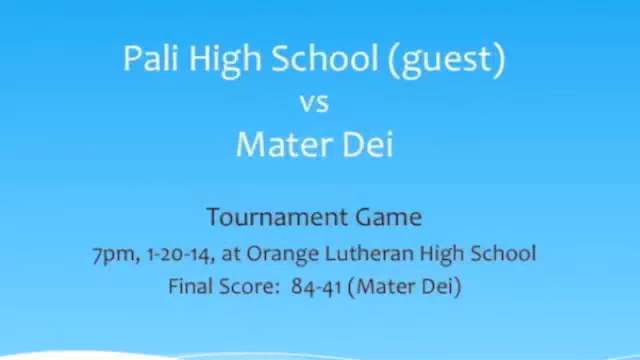 Pali High School (guest)
vs
Mater Dei
Tournament Game
7pm, 1-20-14, at Orange Lutheran High School
Final Score:  84-41 (Mater Dei)